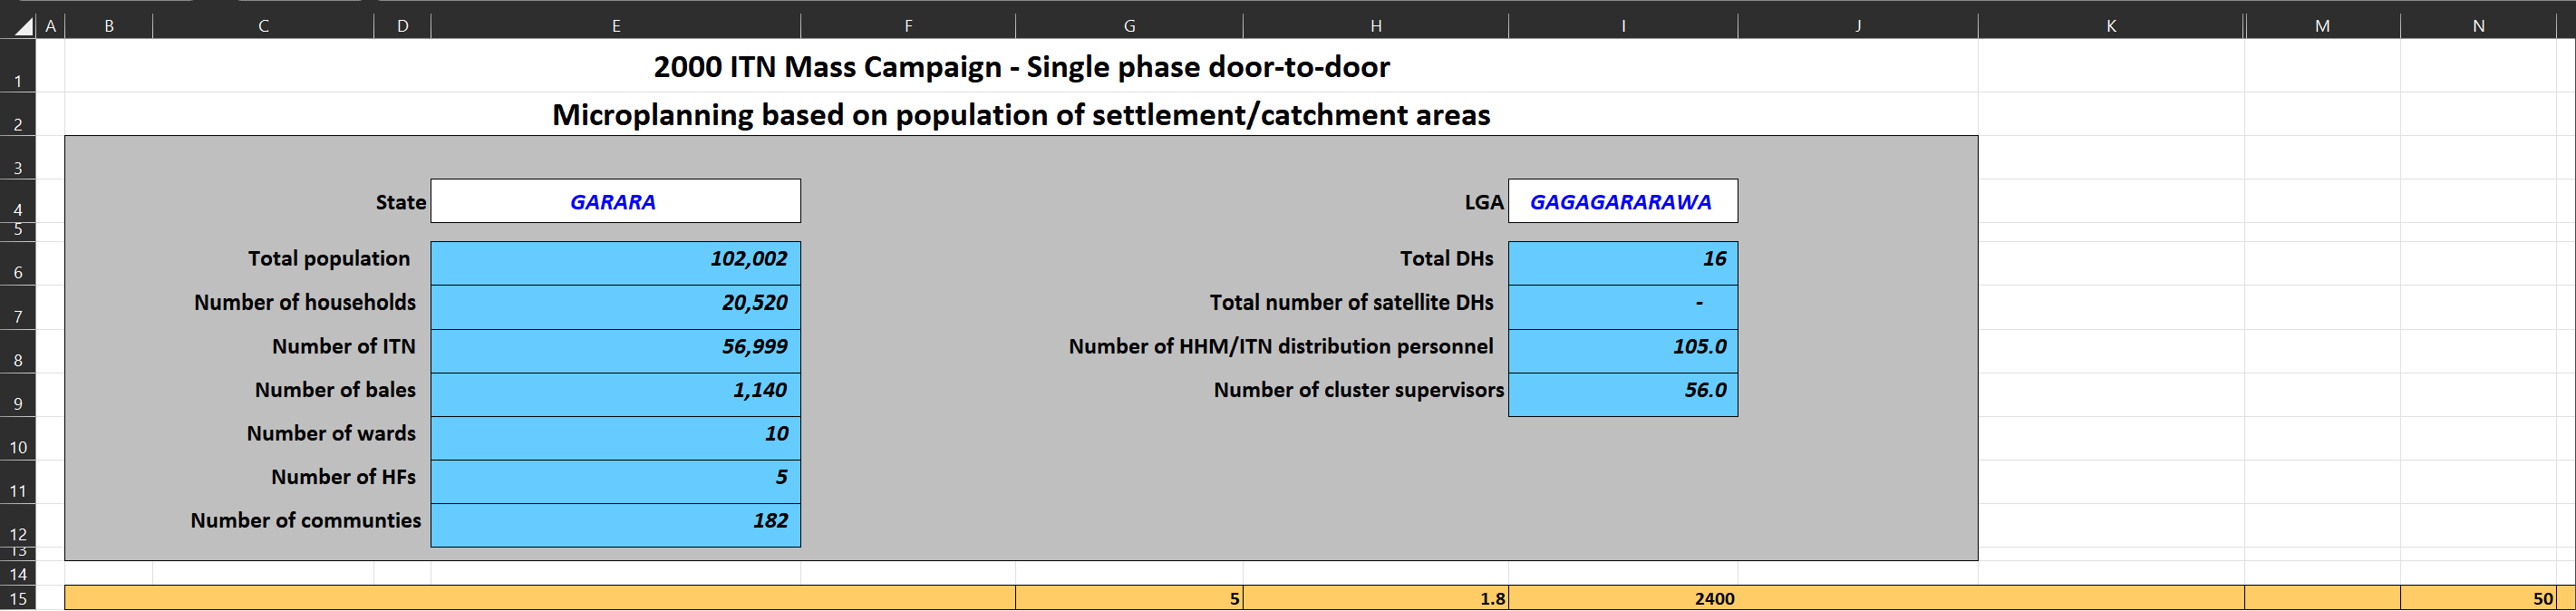 A B C D E F G H I J K M N
1 2000 ITN Mass Campaign - Single phase door-to-door
2 Microplanning based on population of settlement/catchment areas
3
4 State GARARA LGA GAGAGARARAWA
5
6 Total population 102,002 Total DHs 16
7 Number of households 20,520 Total number of satellite DHs -
8 Number of ITN 56,999 Number of HHM/ITN distribution personnel 105.0
9 Number of bales 1,140 Number of cluster supervisors 56.0
10 Number of wards 10
11 Number of HFs 5
12 Number of communties 182
13
14
15 5 1.8 2400 50